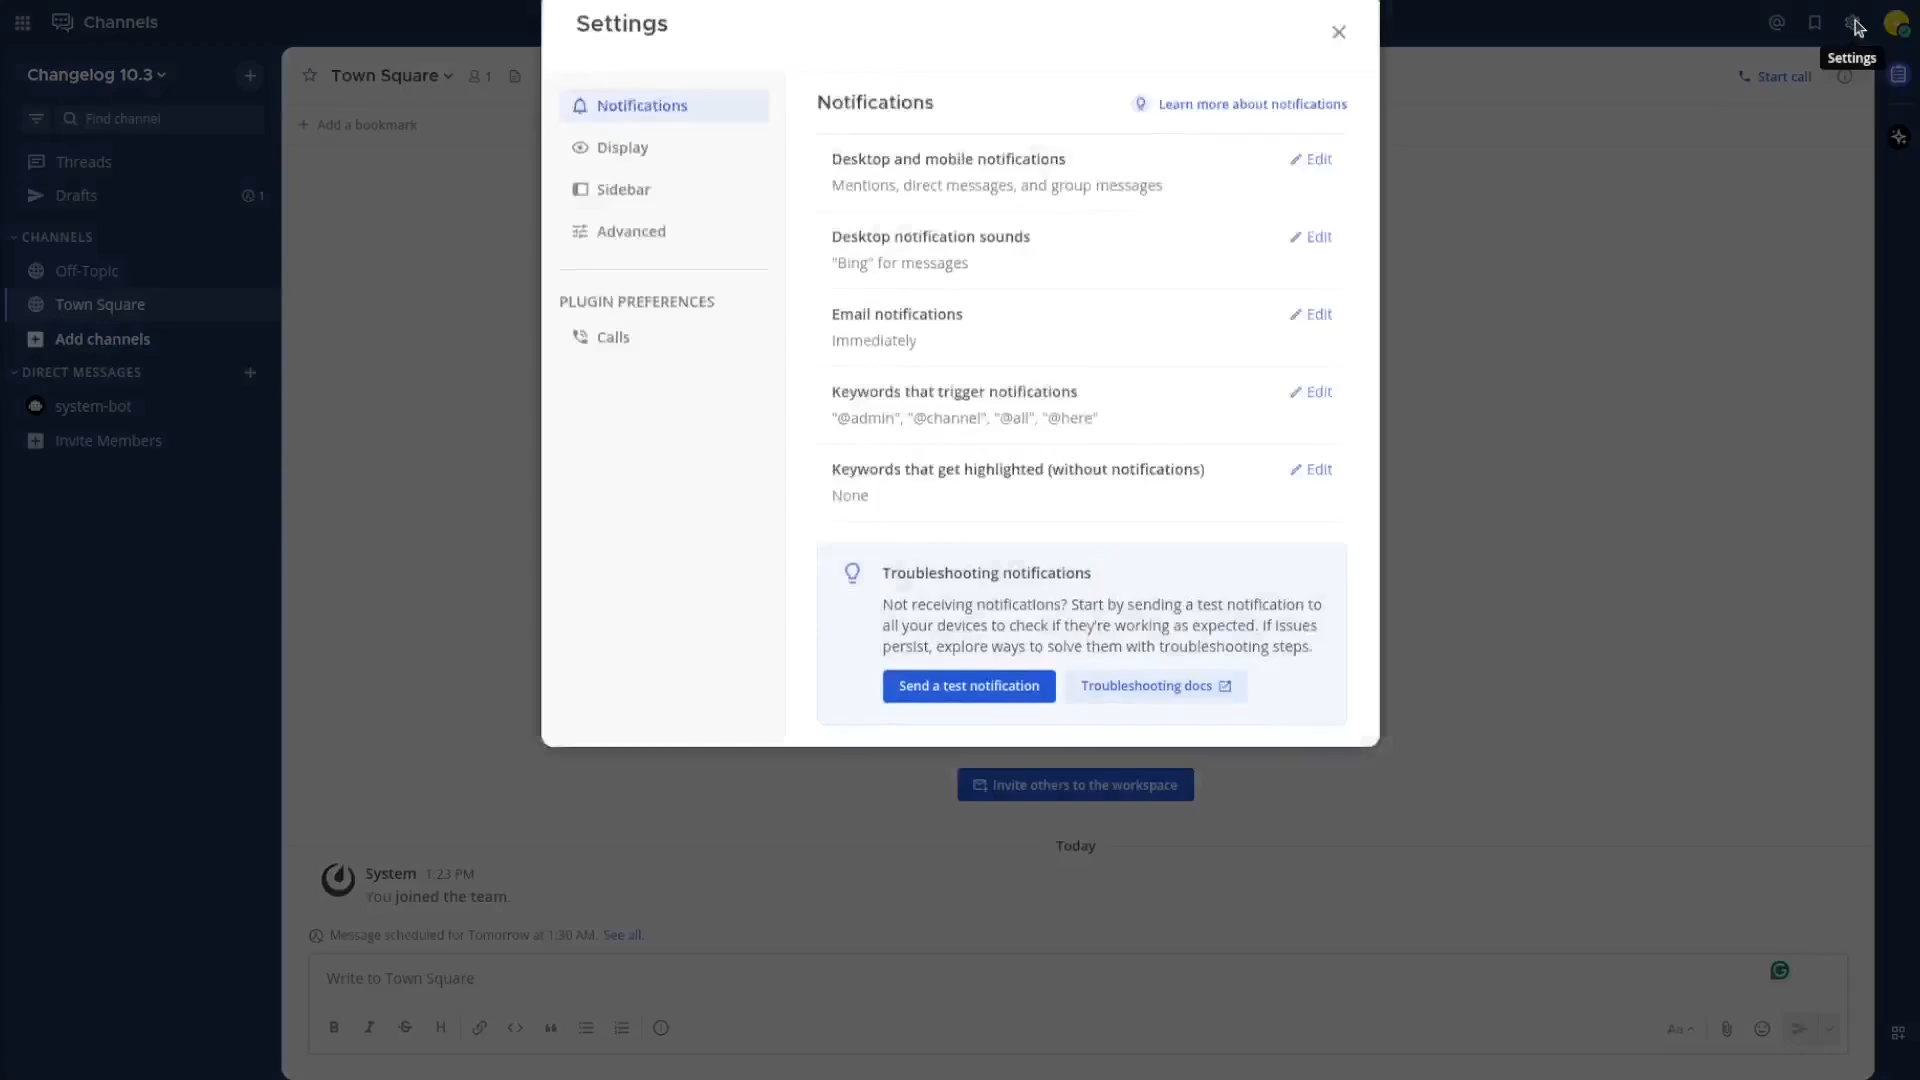 Channels
Settings
Changelog 10.3
Find channel
Threads
Drafts
1
CHANNELS
Off-Topic
Town Square
Add channels
DIRECT MESSAGES
system-bot
Invite Members
Town Square
1
Start call
Add a bookmark
Settings
Notifications
Display
Sidebar
Advanced
PLUGIN PREFERENCES
Calls
Notifications
Learn more about notifications
Desktop and mobile notifications
Edit
Mentions, direct messages, and group messages
Desktop notification sounds
Edit
"Bing" for messages
Email notifications
Edit
Immediately
Keywords that trigger notifications
Edit
"@admin", "@channel", "@all", "@here"
Keywords that get highlighted (without notifications)
Edit
None
Troubleshooting notifications
Not receiving notifications? Start by sending a test notification to
all your devices to check if they're working as expected. If issues
persist, explore ways to solve them with troubleshooting steps.
Send a test notification
Troubleshooting docs
Invite others to the workspace
Today
System 1:23 PM
You joined the team.
Message scheduled for Tomorrow at 1:30 AM. See all.
Write to Town Square
B I S H
Aa